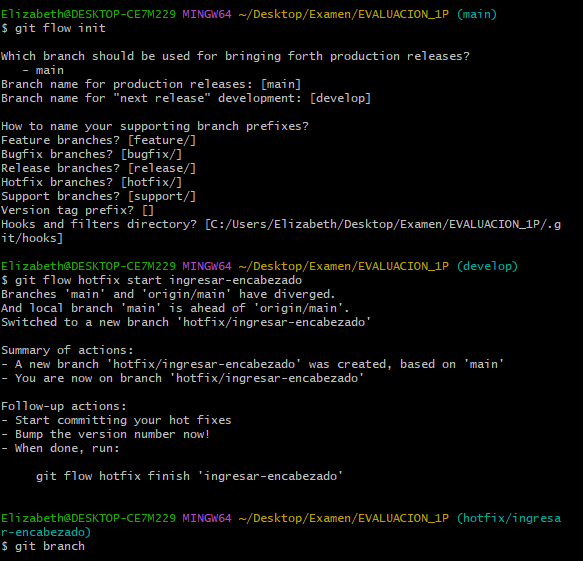 Elizabeth@DESKTOP-CE7M229 MINGW64 ~/Desktop/Examen/EVALUACION_1P (main)
$ git flow init

Which branch should be used for bringing forth production releases?
   - main
Branch name for production releases: [main]
Branch name for "next release" development: [develop]

How to name your supporting branch prefixes?
Feature branches? [feature/]
Bugfix branches? [bugfix/]
Release branches? [release/]
Hotfix branches? [hotfix/]
Support branches? [support/]
Version tag prefix? []
Hooks and filters directory? [C:/Users/Elizabeth/Desktop/Examen/EVALUACION_1P/.g
it/hooks]

Elizabeth@DESKTOP-CE7M229 MINGW64 ~/Desktop/Examen/EVALUACION_1P (develop)
$ git flow hotfix start ingresar-encabezado
Branches 'main' and 'origin/main' have diverged.
And local branch 'main' is ahead of 'origin/main'.
Switched to a new branch 'hotfix/ingresar-encabezado'

Summary of actions:
- A new branch 'hotfix/ingresar-encabezado' was created, based on 'main'
- You are now on branch 'hotfix/ingresar-encabezado'

Follow-up actions:
- Start committing your hot fixes
- Bump the version number now!
- When done, run:

     git flow hotfix finish 'ingresar-encabezado'

Elizabeth@DESKTOP-CE7M229 MINGW64 ~/Desktop/Examen/EVALUACION_1P (hotfix/ingresa
r-encabezado)
$ git branch